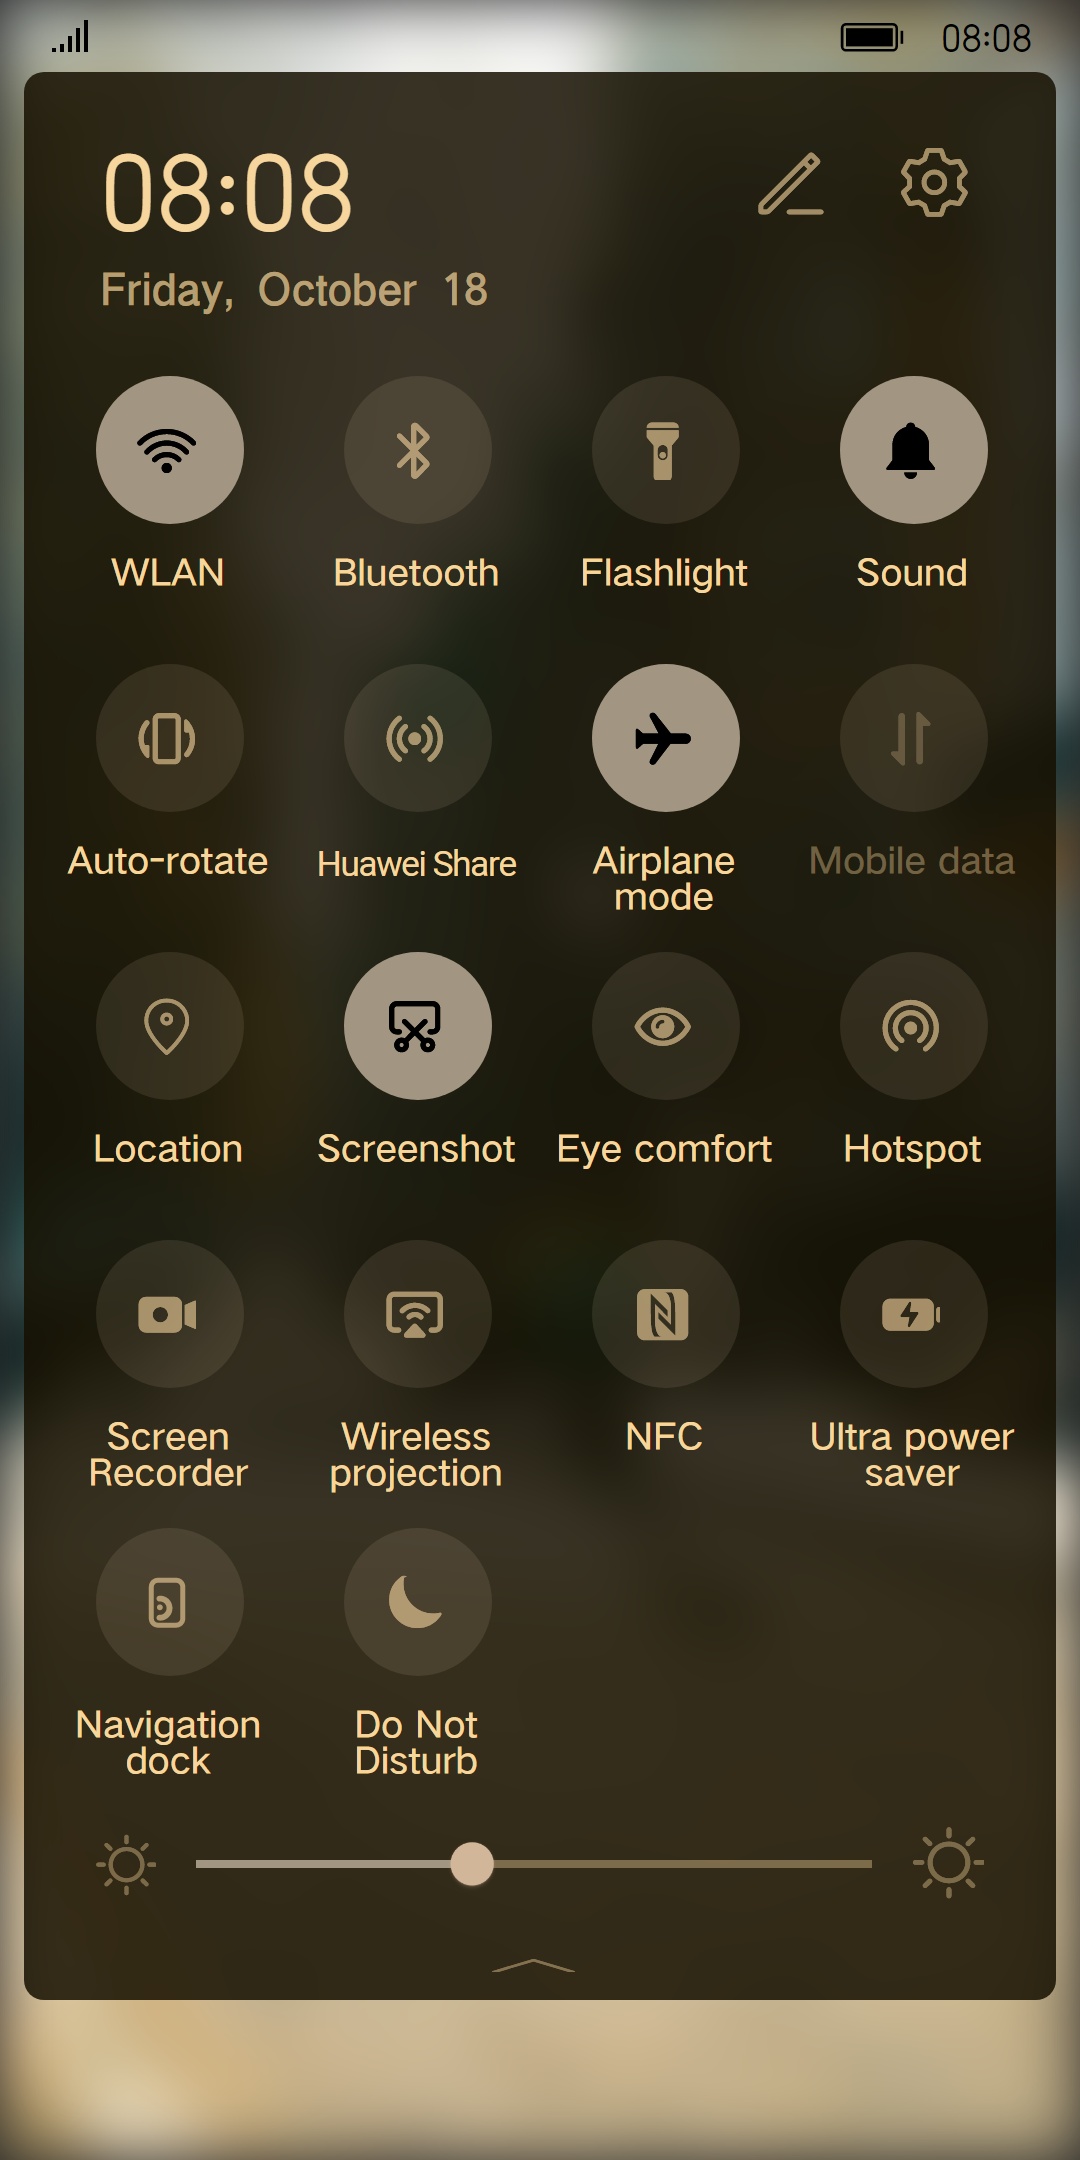 08:08
08:08
Friday, October 18
WLAN
Bluetooth
Flashlight
Sound
Auto-rotate
Huawei Share
Airplane
mode
Mobile data
Location
Screenshot
Eye comfort
Hotspot
Screen
Recorder
Wireless
projection
NFC
Ultra power
saver
Navigation
dock
Do Not
Disturb